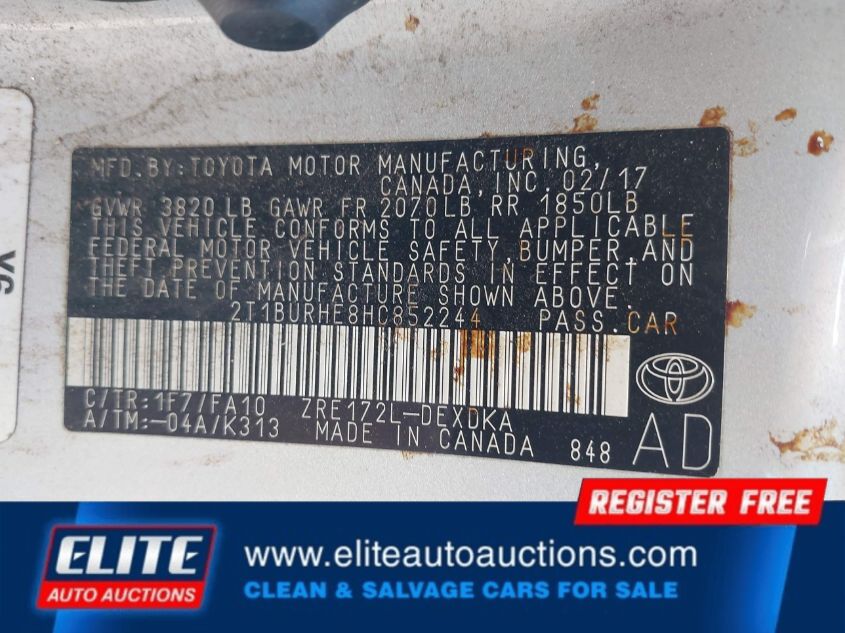 MFD.BY:TOYOTA MOTOR MANUFACTURING,
CANADA,INC.02/17
GVWR 3820LB GAWR FR 2070LB RR 1850LB
THIS VEHICLE CONFORMS TO ALL APPLICABLE
FEDERAL MOTOR VEHICLE SAFETY,BUMPER,AND
THEFT PREVENTION STANDARDS IN EFFECT ON
THE DATE OF MANUFACTURE SHOWN ABOVE.
2T1BURHE8HC852244 PASS.CAR
C/TR:1F7/FA10 ZRE172L-DEXDKA
A/TM:-04A/K313 MADE IN CANADA 848 AD
V6
REGISTER FREE
ELITE
AUTO AUCTIONS
www.eliteautoauctions.com
CLEAN & SALVAGE CARS FOR SALE